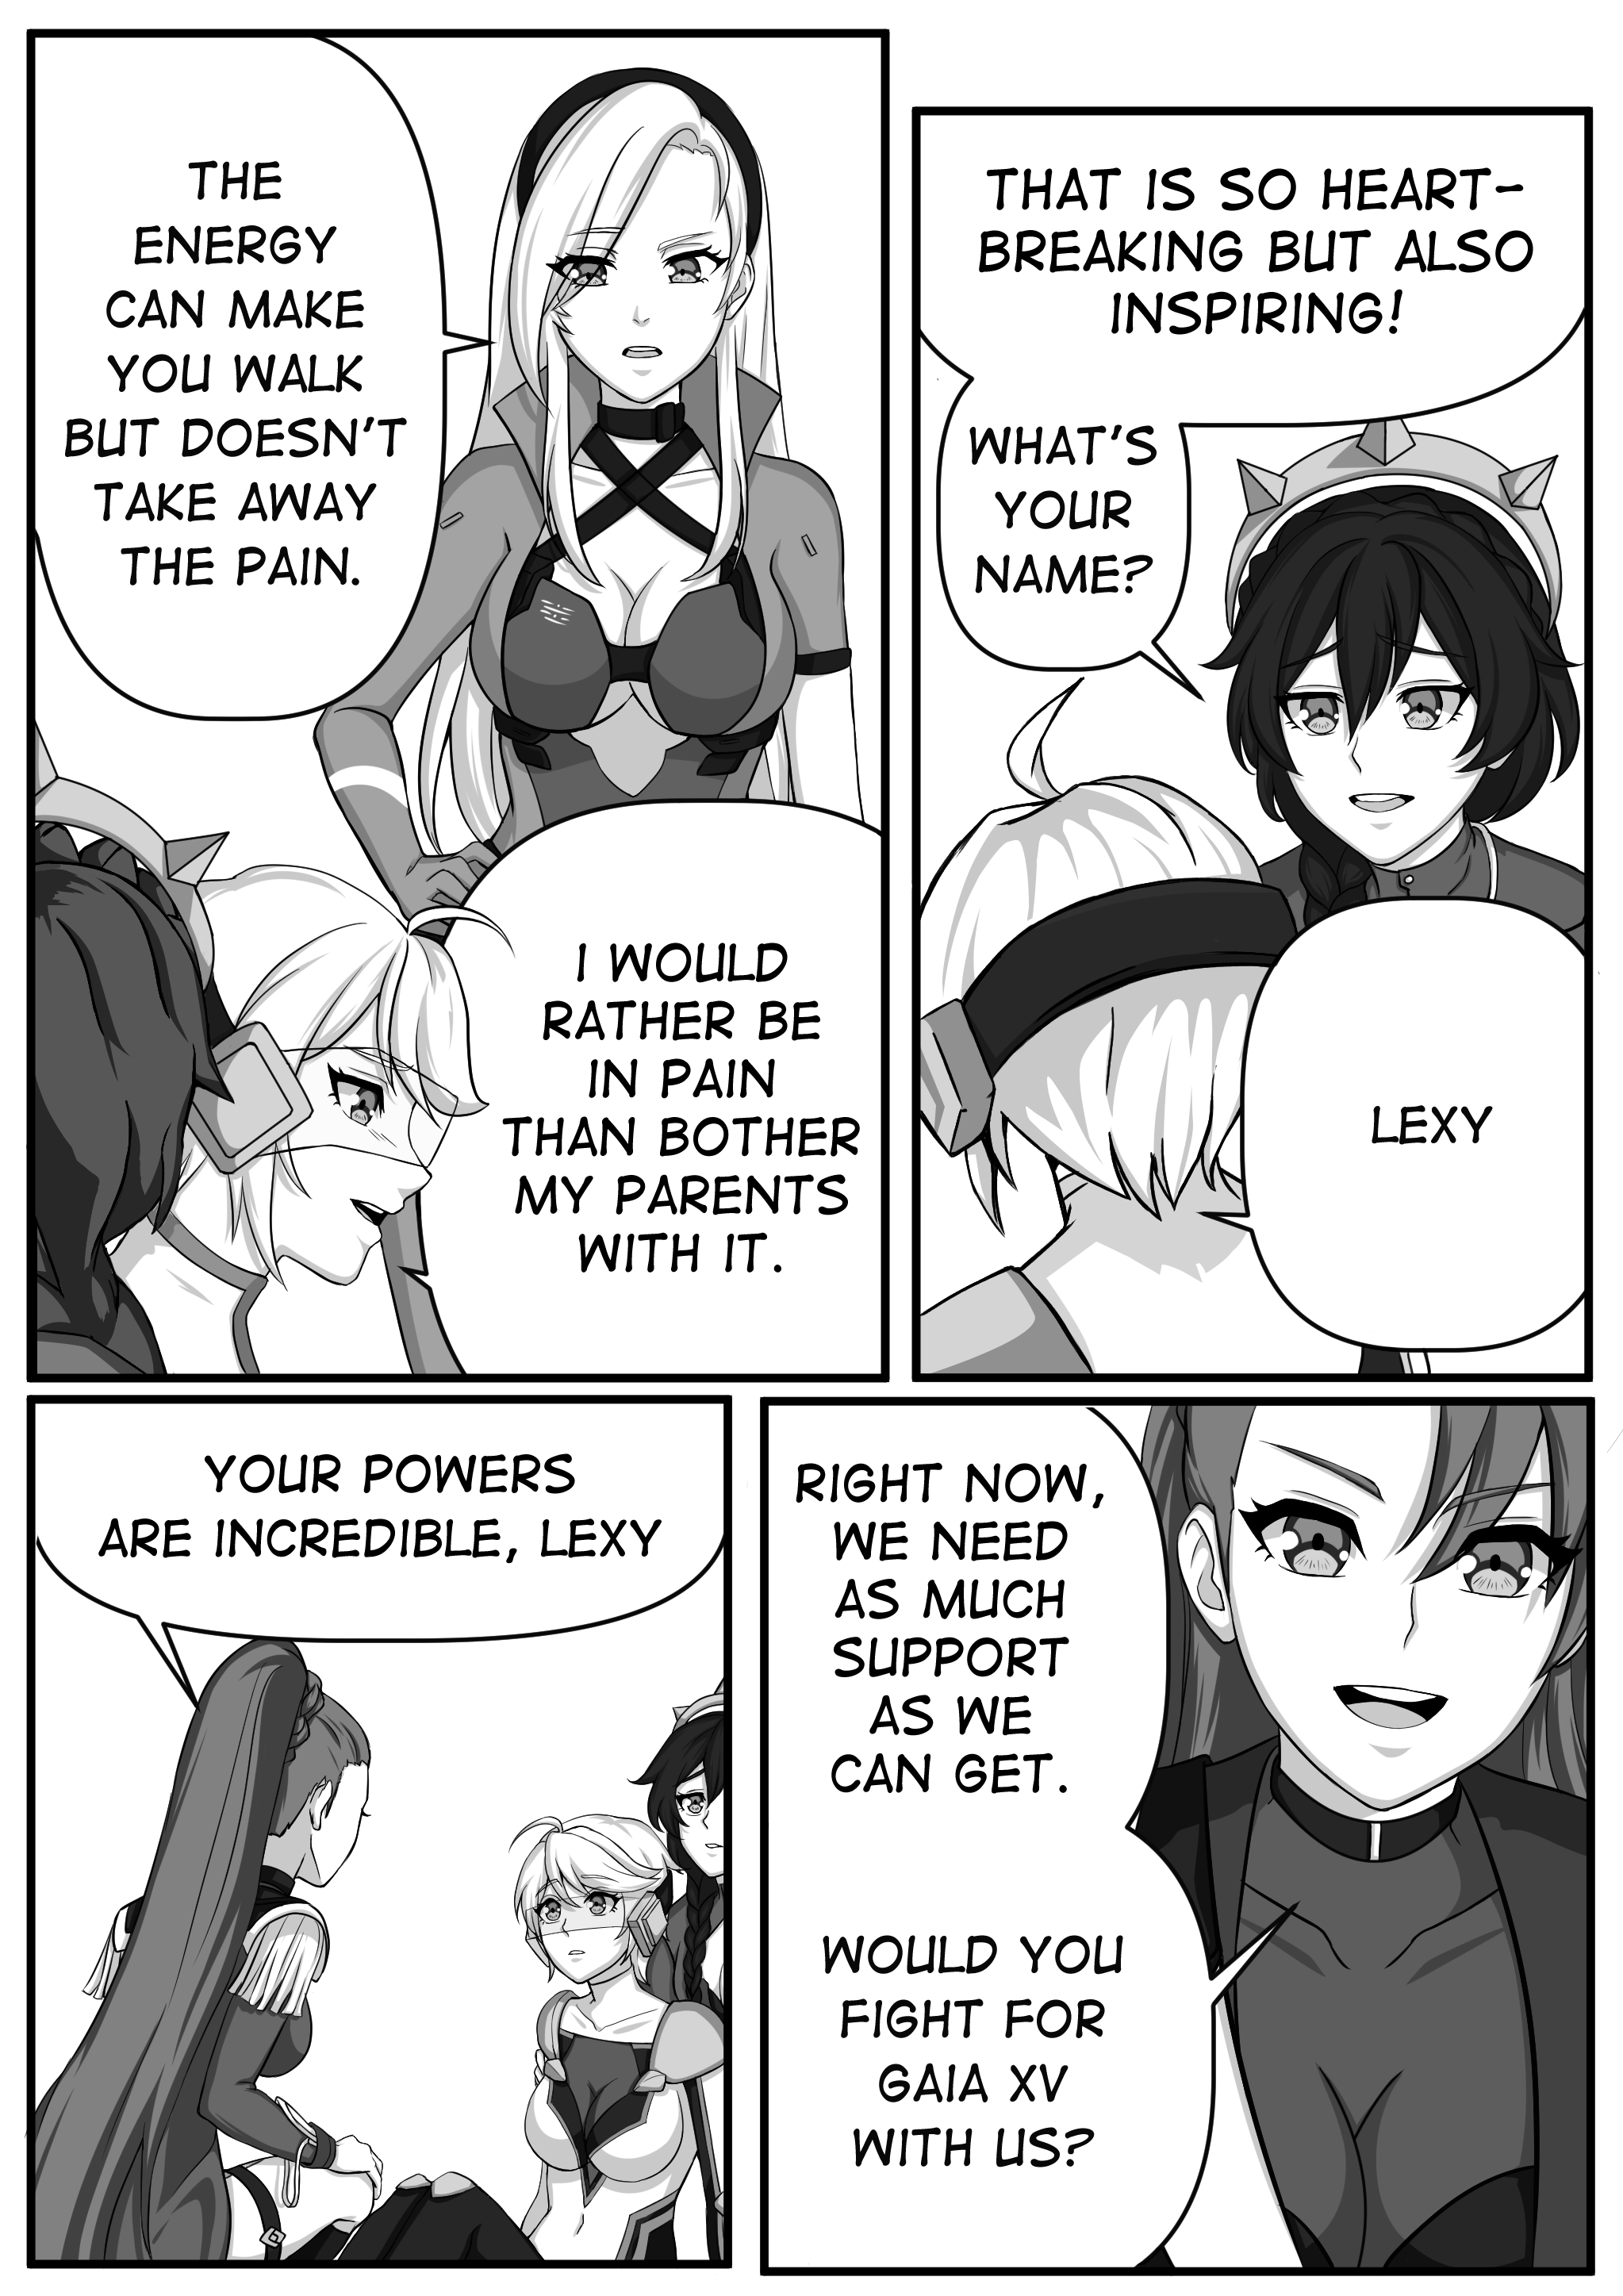 THE
ENERGY
CAN MAKE
YOU WALK
BUT DOESN'T
TAKE AWAY
THE PAIN.
I WOULD
RATHER BE
IN PAIN
THAN BOTHER
MY PARENTS
WITH IT.
THAT IS SO HEART-
BREAKING BUT ALSO
INSPIRING!
WHAT'S
YOUR
NAME?
LEXY
YOUR POWERS
ARE INCREDIBLE, LEXY
RIGHT NOW,
WE NEED
AS MUCH
SUPPORT
AS WE
CAN GET.
WOULD YOU
FIGHT FOR
GAIA XV
WITH US?